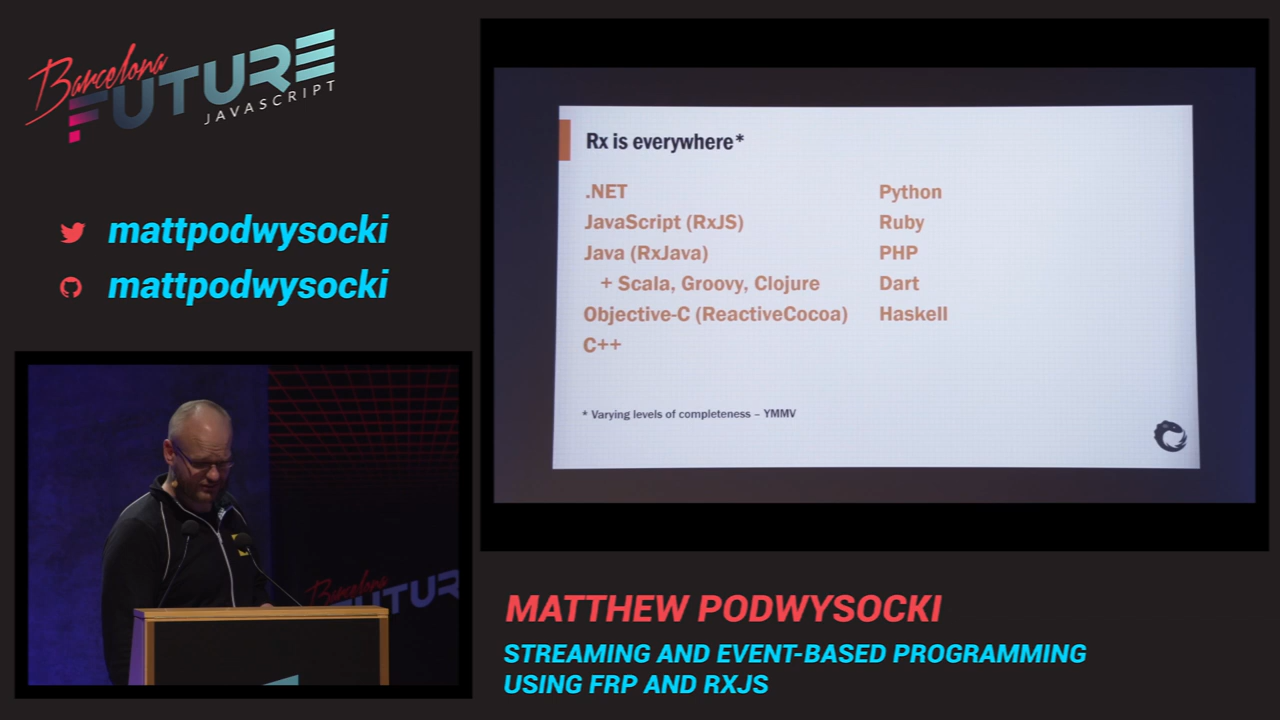 Barcelona
FUTURE
JAVASCRIPT
mattpodwysocki
mattpodwysocki
Rx is everywhere*
.NET
JavaScript (RxJS)
Java (RxJava)
+ Scala, Groovy, Clojure
Objective-C (ReactiveCocoa)
C++
Python
Ruby
PHP
Dart
Haskell
* Varying levels of completeness – YMMV
Barcelona
FUTUR
MATTHEW PODWYSOCKI
STREAMING AND EVENT-BASED PROGRAMMING
USING FRP AND RXJS